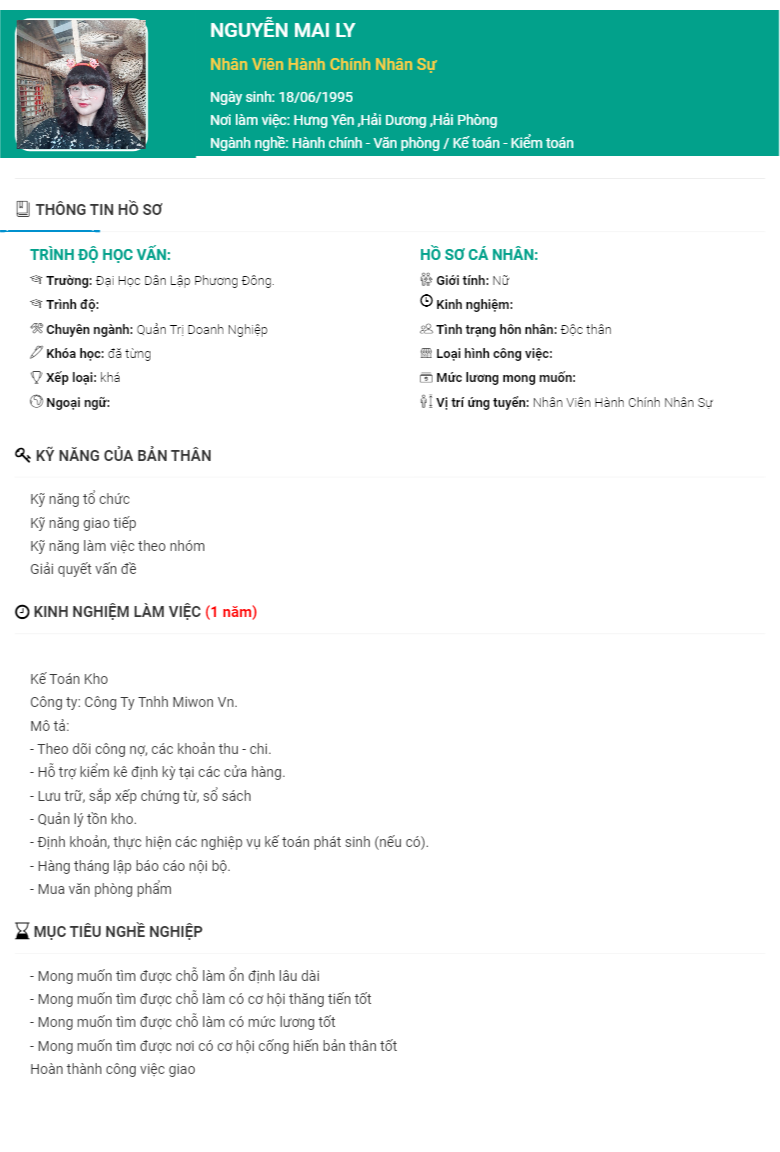 NGUYỄN MAI LY
Nhân Viên Hành Chính Nhân Sự
Ngày sinh: 18/06/1995
Nơi làm việc: Hưng Yên ,Hải Dương ,Hải Phòng
Ngành nghề: Hành chính - Văn phòng / Kế toán - Kiểm toán
THÔNG TIN HỒ SƠ
TRÌNH ĐỘ HỌC VẤN:
Trường: Đại Học Dân Lập Phương Đông.
Trình độ:
Chuyên ngành: Quản Trị Doanh Nghiệp
Khóa học: đã từng
Xếp loại: khá
Ngoại ngữ:
HỒ SƠ CÁ NHÂN:
Giới tính: Nữ
Kinh nghiệm:
Tình trạng hôn nhân: Độc thân
Loại hình công việc:
Mức lương mong muốn:
Vị trí ứng tuyển: Nhân Viên Hành Chính Nhân Sự
KỸ NĂNG CỦA BẢN THÂN
Kỹ năng tổ chức
Kỹ năng giao tiếp
Kỹ năng làm việc theo nhóm
Giải quyết vấn đề
KINH NGHIỆM LÀM VIỆC (1 năm)
Kế Toán Kho
Công ty: Công Ty Tnhh Miwon Vn.
Mô tả:
- Theo dõi công nợ, các khoản thu - chi.
- Hỗ trợ kiểm kê định kỳ tại các cửa hàng.
- Lưu trữ, sắp xếp chứng từ, sổ sách
- Quản lý tồn kho.
- Định khoản, thực hiện các nghiệp vụ kế toán phát sinh (nếu có).
- Hàng tháng lập báo cáo nội bộ.
- Mua văn phòng phẩm
MỤC TIÊU NGHỀ NGHIỆP
- Mong muốn tìm được chỗ làm ổn định lâu dài
- Mong muốn tìm được chỗ làm có cơ hội thăng tiến tốt
- Mong muốn tìm được chỗ làm có mức lương tốt
- Mong muốn tìm được nơi có cơ hội cống hiến bản thân tốt
Hoàn thành công việc giao